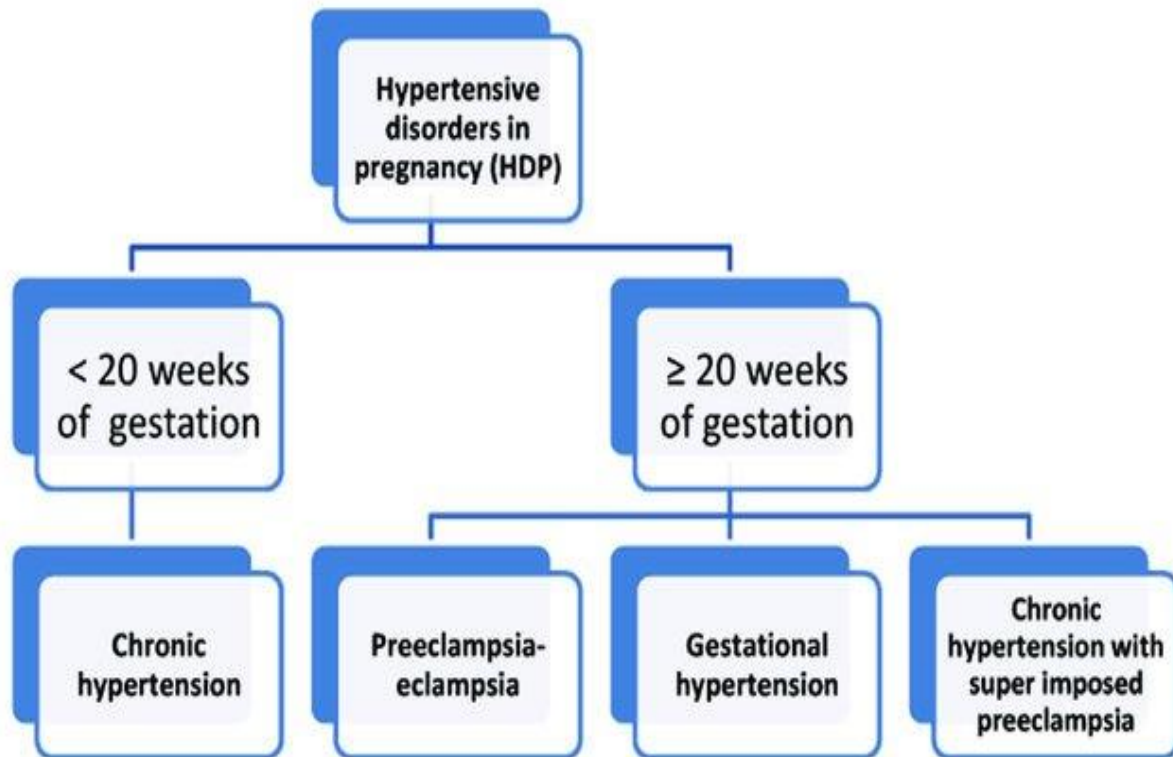 Hypertensive
disorders in
pregnancy (HDP)
< 20 weeks
of gestation
≥ 20 weeks
of gestation
Chronic
hypertension
Preeclampsia-
eclampsia
Gestational
hypertension
Chronic
hypertension with
super imposed
preeclampsia